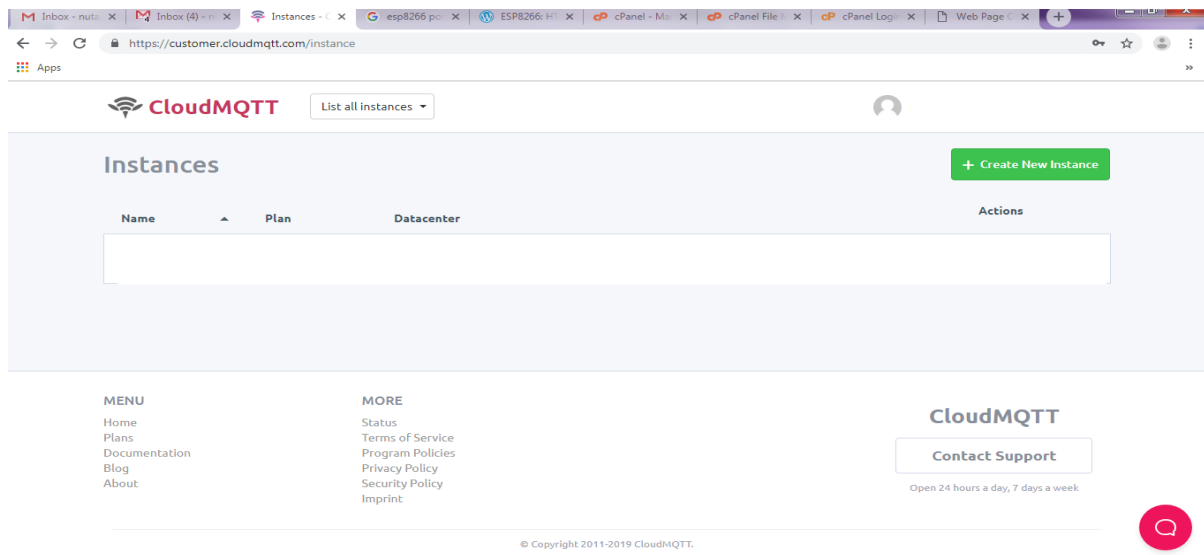 Inbox - nuta Inbox (4) - n Instances - C esp8266 po ESP8266: HT cPanel - Ma cPanel File M cPanel Login Web Page C
https://customer.cloudmqtt.com/instance
Apps »
CloudMQTT List all instances
Instances + Create New Instance
Name Plan Datacenter Actions
MENU MORE
Home Status
Plans Terms of Service
Documentation Program Policies
Blog Privacy Policy
About Security Policy
Imprint
CloudMQTT
Contact Support
Open 24 hours a day, 7 days a week
© Copyright 2011-2019 CloudMQTT.